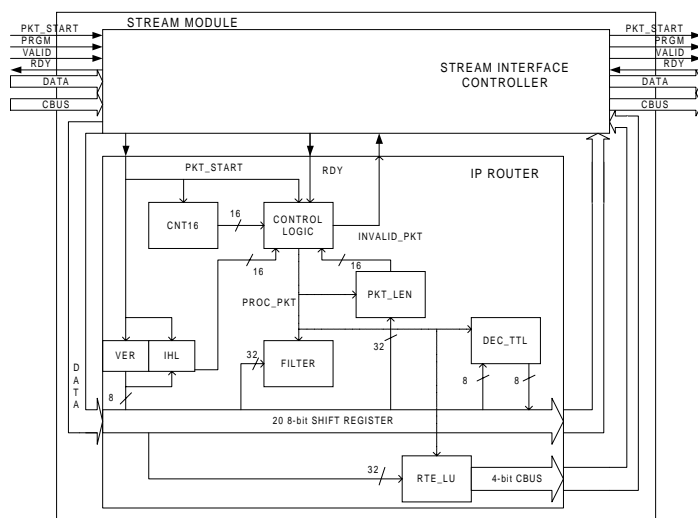 STREAM MODULE
PKT_START
PRGM
VALID
RDY
DATA
CBUS
STREAM INTERFACE
CONTROLLER
PKT_START
PRGM
VALID
RDY
DATA
CBUS
PKT_START
RDY
IP ROUTER
CNT16
16
CONTROL
LOGIC
INVALID_PKT
16
16
PROC_PKT
PKT_LEN
VER
IHL
32
FILTER
32
DEC_TTL
8
8
8
DATA
20 8-bit SHIFT REGISTER
32
RTE_LU
4-bit CBUS